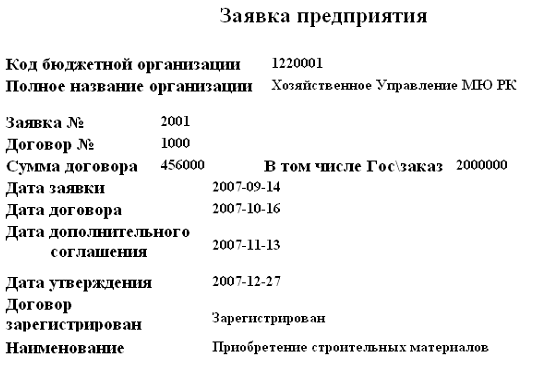 Заявка предприятия
Код бюджетной организации 1220001
Полное название организации Хозяйственное Управление МЮ РК
Заявка № 2001
Договор № 1000
Сумма договора 456000 В том числе Гос\заказ 2000000
Дата заявки 2007-09-14
Дата договора 2007-10-16
Дата дополнительного
соглашения 2007-11-13
Дата утверждения 2007-12-27
Договор
зарегистрирован Зарегистрирован
Наименование Приобретение строительных материалов